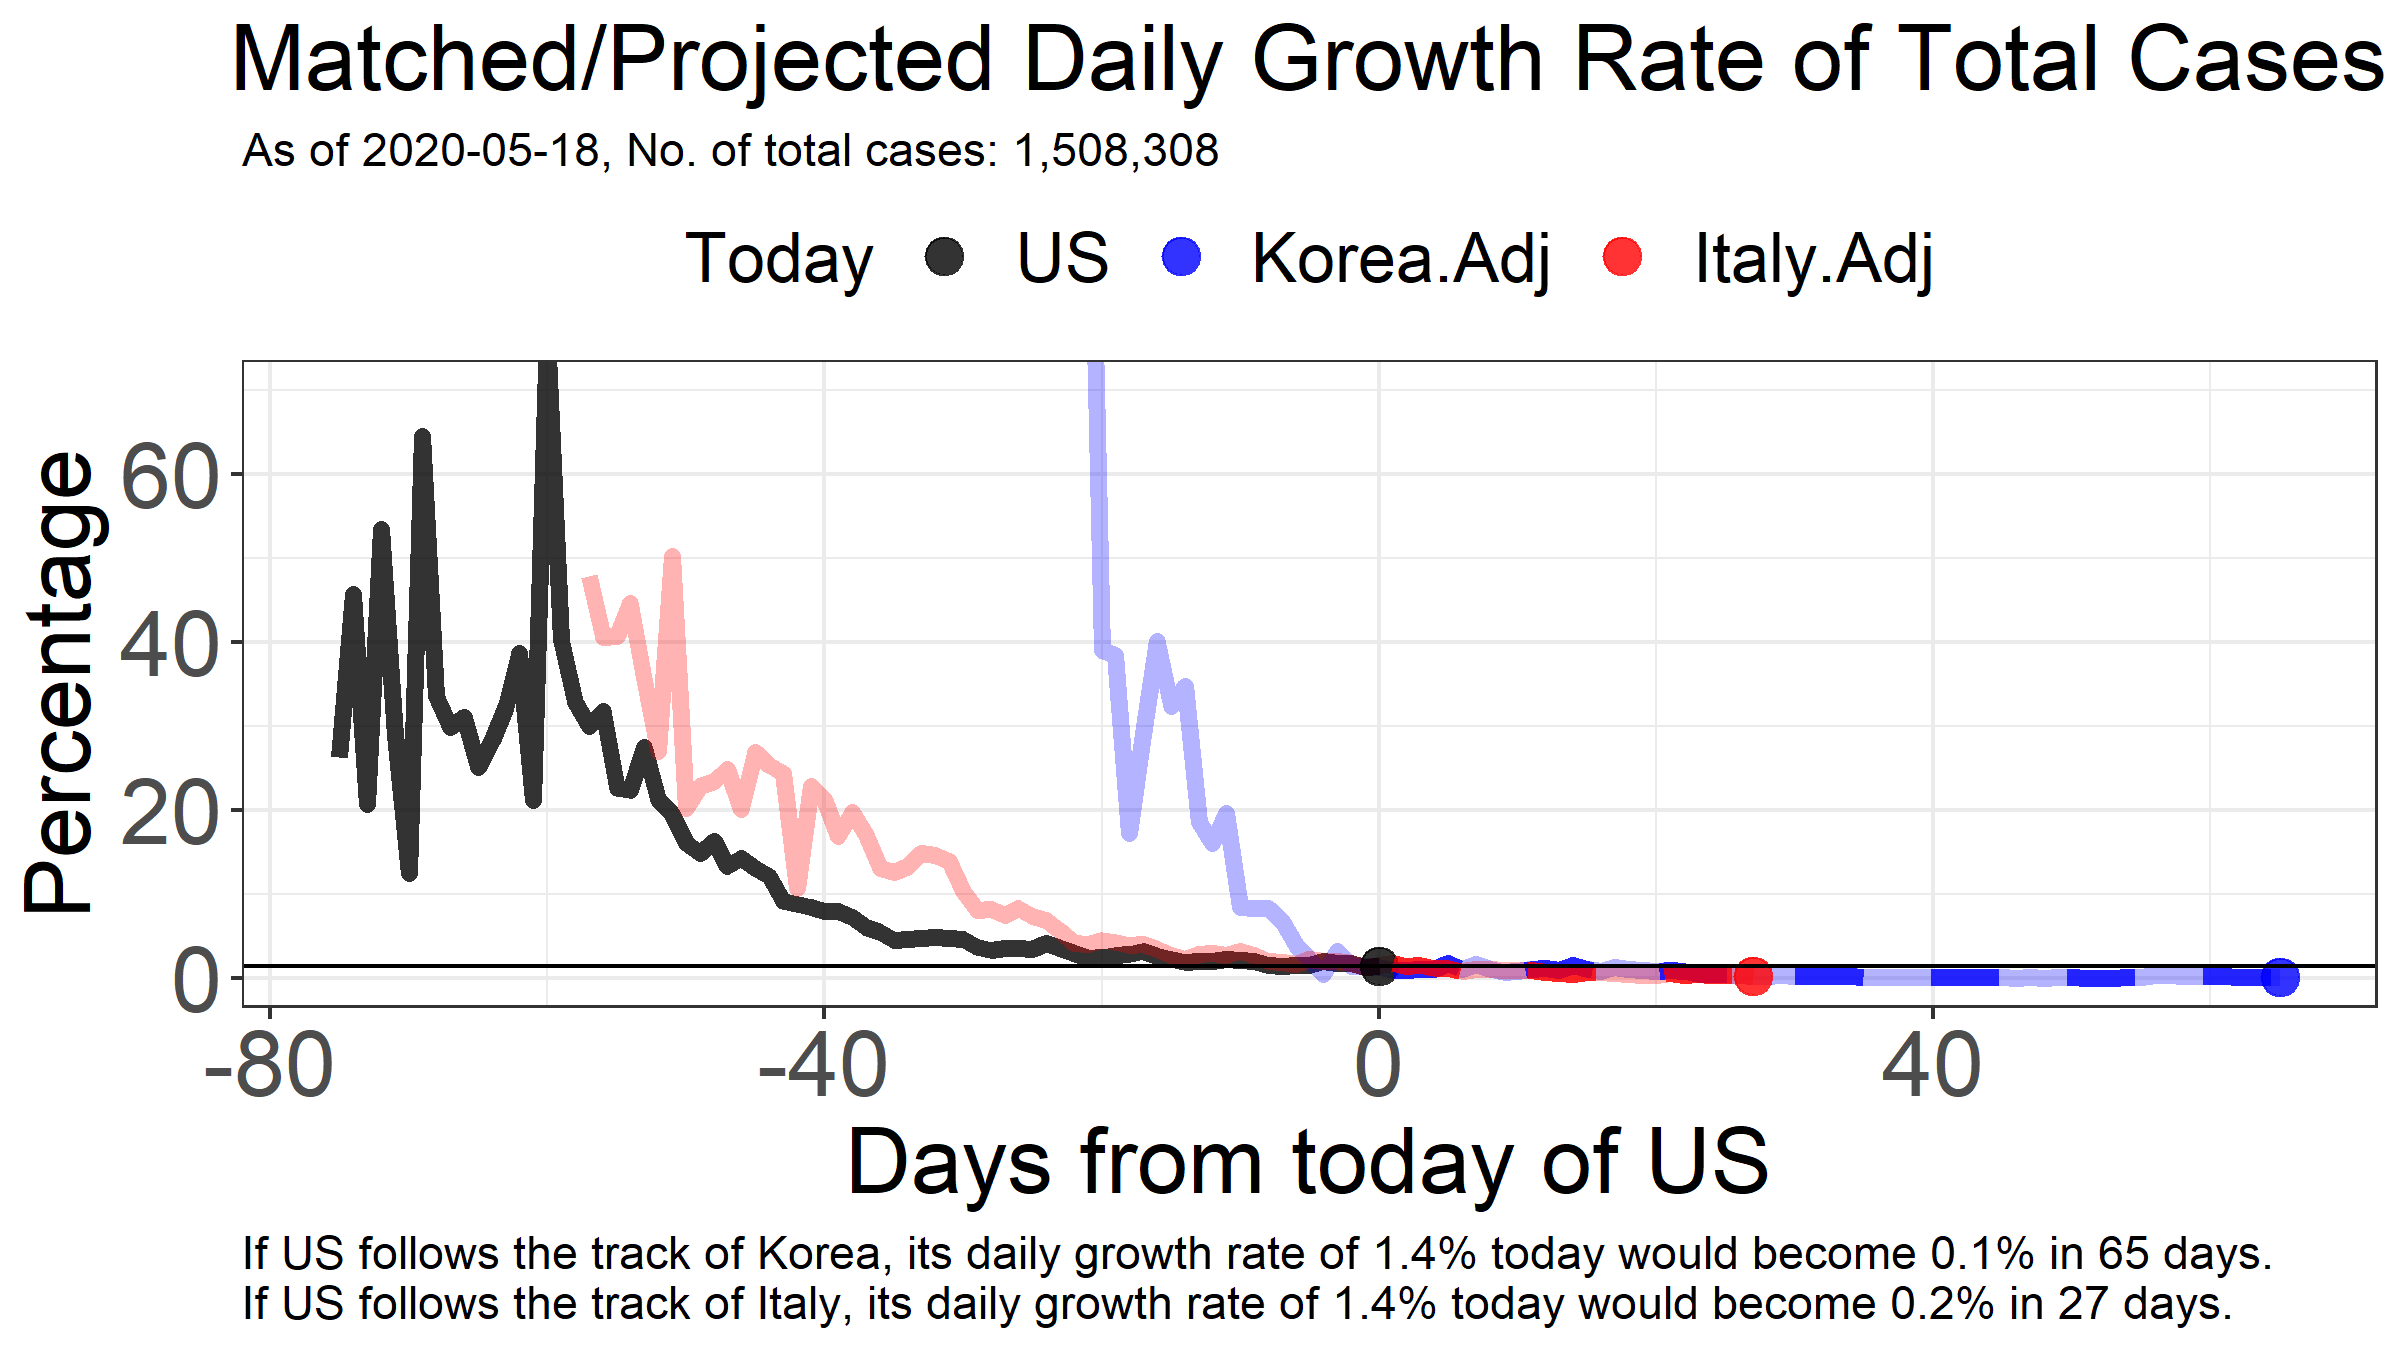 Matched/Projected Daily Growth Rate of Total Cases
As of 2020-05-18, No. of total cases: 1,508,308
Today US Korea.Adj Italy.Adj
Percentage
60
40
20
0
-80 -40 0 40
Days from today of US
If US follows the track of Korea, its daily growth rate of 1.4% today would become 0.1% in 65 days.
If US follows the track of Italy, its daily growth rate of 1.4% today would become 0.2% in 27 days.